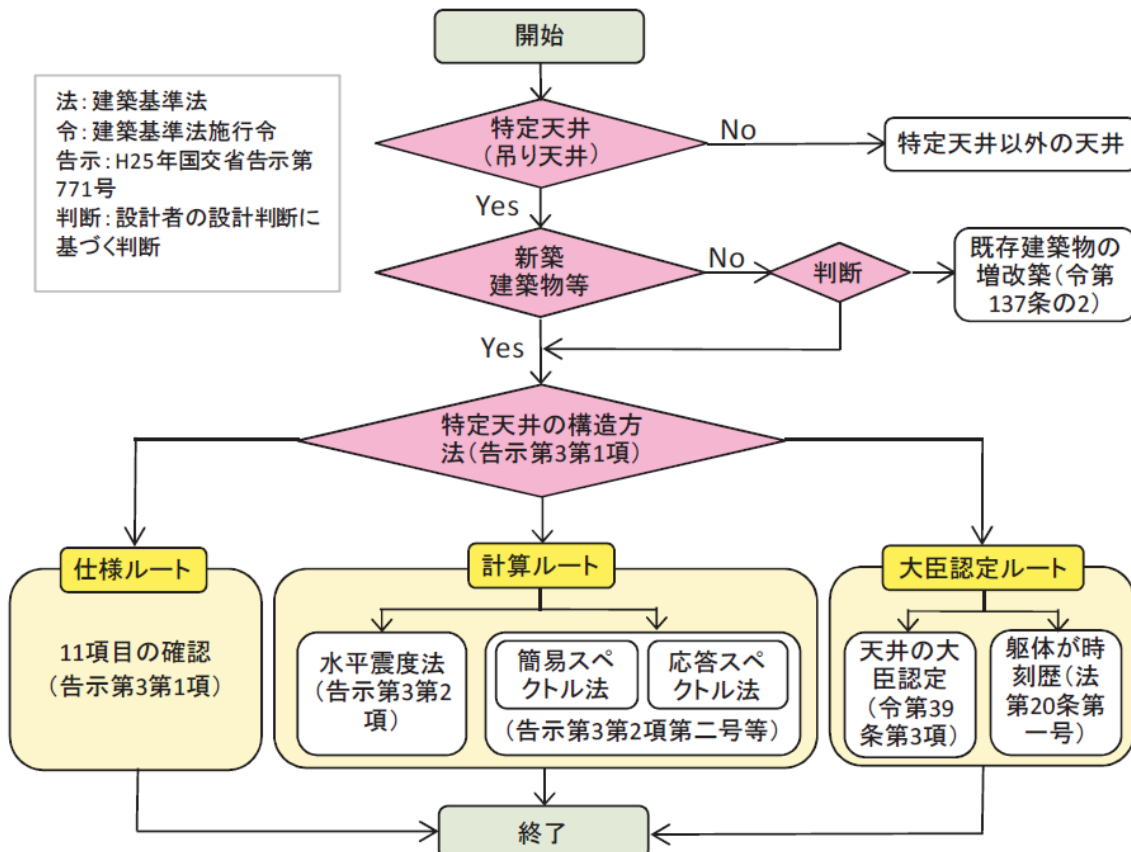 開始
法：建築基準法
令：建築基準法施行令
告示：H25年国交省告示第
771号
判断：設計者の設計判断に
基づく判断
特定天井
（吊り天井）
No
特定天井以外の天井
Yes
新築
建築物等
No
判断
既存建築物の
増改築（令第
137条の2）
Yes
特定天井の構造方
法（告示第3第1項）
仕様ルート
11項目の確認
（告示第3第1項）
計算ルート
水平震度法
（告示第3第2
項）
簡易スペ
クトル法
応答スペ
クトル法
（告示第3第2項第二号等）
大臣認定ルート
天井の大
臣認定
（令第39
条第3項）
躯体が時
刻歴（法
第20条第
一号）
終了